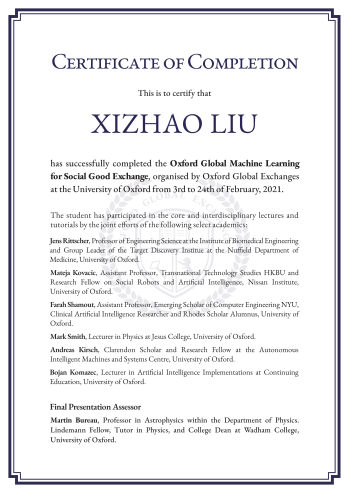 CERTIFICATE OF COMPLETION
This is to certify that
XIZHAO LIU
has successfully completed the Oxford Global Machine Learning
for Social Good Exchange, organised by Oxford Global Exchanges
at the University of Oxford from 3rd to 24th of February, 2021.
The student has participated in the core and interdisciplinary lectures and
tutorials by the joint efforts of the following select academics:
Jens Rittscher, Professor of Engineering Science at the Institute of Biomedical Engineering
and Group Leader of the Target Discovery Institute at the Nuffield Department of
Medicine, University of Oxford.
Mateja Kovacic, Assistant Professor, Transnational Technology Studies HKBU and
Research Fellow on Social Robots and Artificial Intelligence, Nissan Institute,
University of Oxford.
Farah Shamout, Assistant Professor, Emerging Scholar of Computer Engineering NYU,
Clinical Artificial Intelligence Researcher and Rhodes Scholar Alumnus, University of
Oxford.
Mark Smith, Lecturer in Physics at Jesus College, University of Oxford.
Andreas Kirsch, Clarendon Scholar and Research Fellow at the Autonomous
Intelligent Machines and Systems Centre, University of Oxford.
Bojan Komazec, Lecturer in Artificial Intelligence Implementations at Continuing
Education, University of Oxford.
Final Presentation Assessor
Martin Bureau, Professor in Astrophysics within the Department of Physics.
Lindemann Fellow, Tutor in Physics, and College Dean at Wadham College,
University of Oxford.